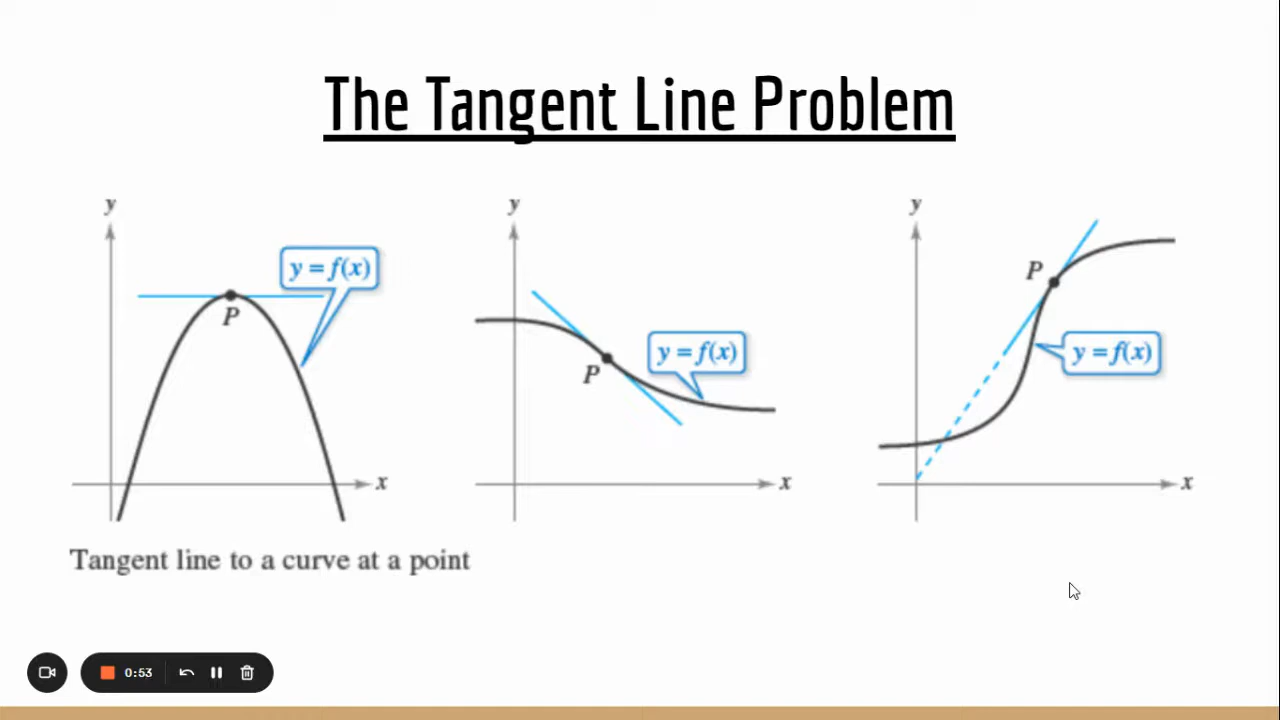 The Tangent Line Problem
y
y = f(x)
P
x
y
y = f(x)
P
x
y
P
y = f(x)
x
Tangent line to a curve at a point
0:53